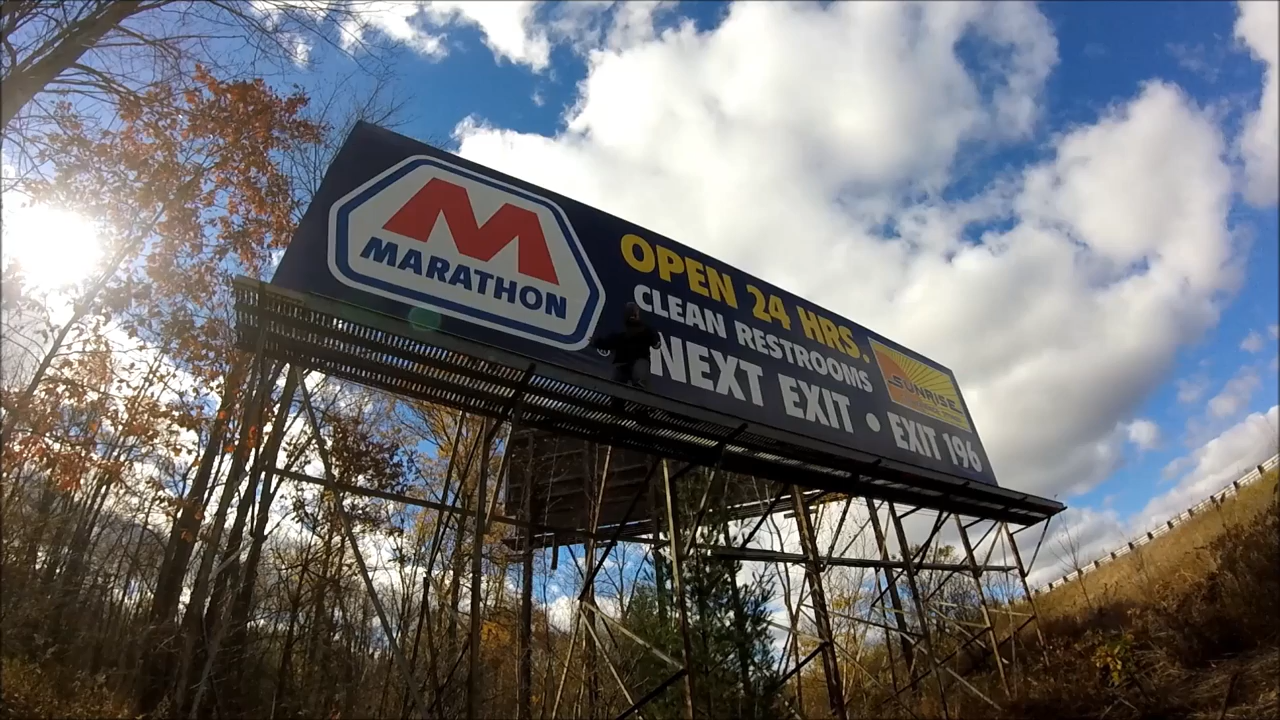 MARATHON
OPEN 24 HRS.
CLEAN RESTROOMS
NEXT EXIT • EXIT 196
SUNRISE